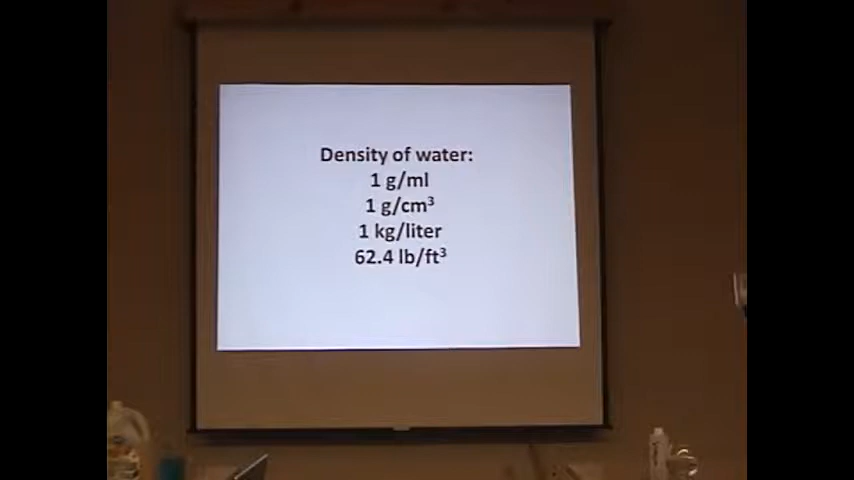 Density of water:
1 g/ml
1 g/cm³
1 kg/liter
62.4 lb/ft³